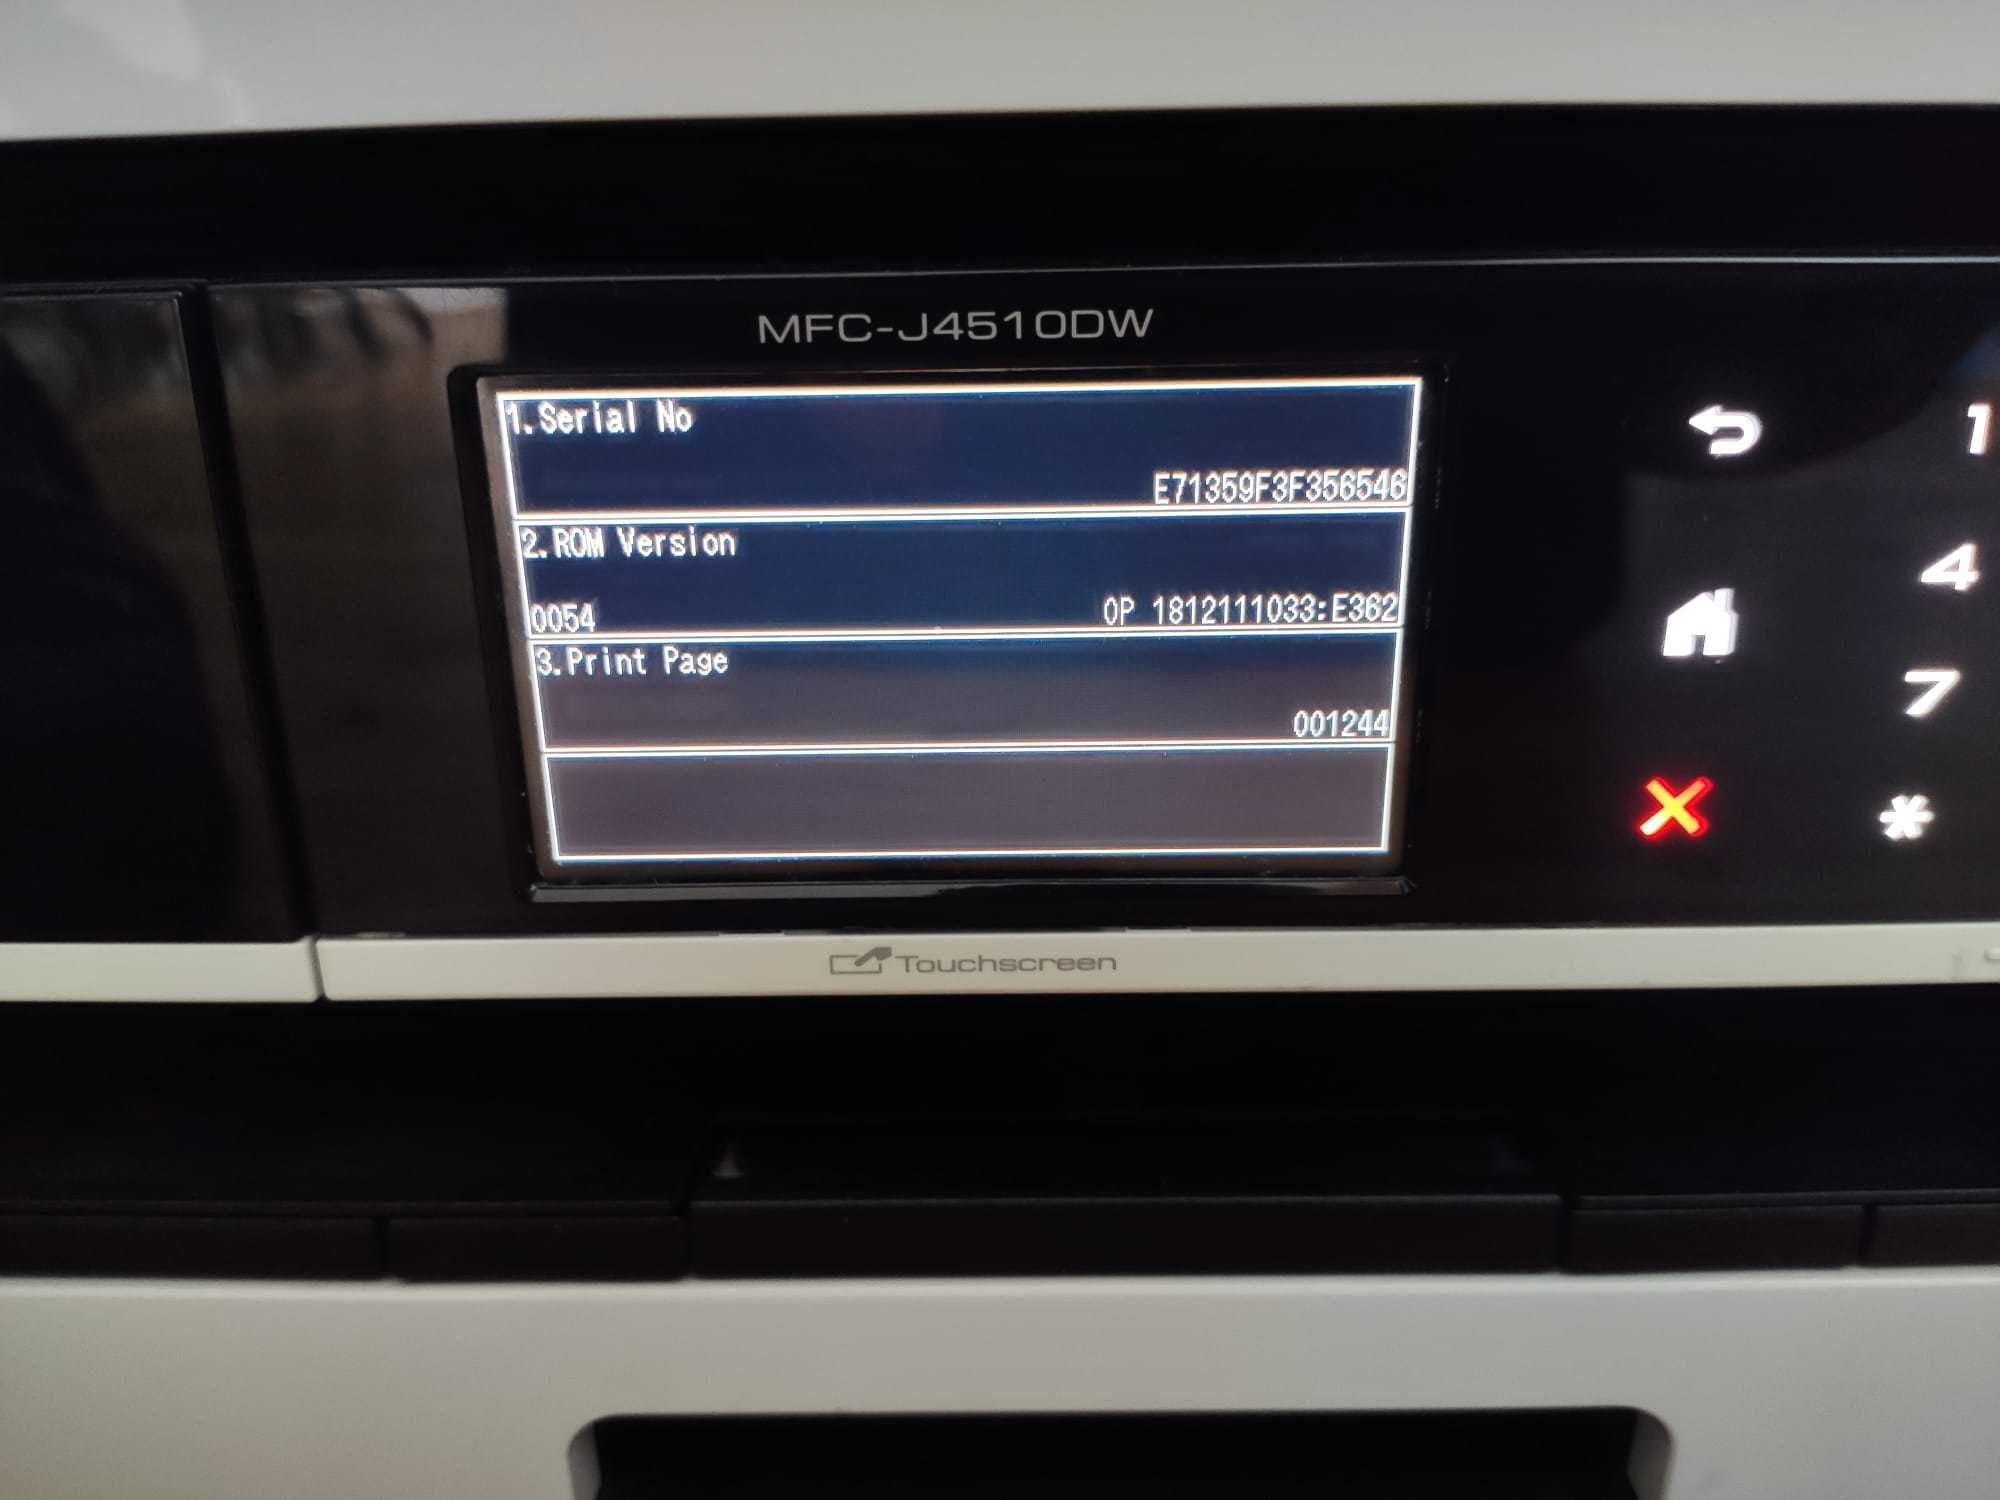 MFC-J4510DW
1.Serial No
E71359F3F356546
2.ROM Version
0054 OP 1812111033:E362
3.Print Page
001244
1
4
7
*
Touchscreen